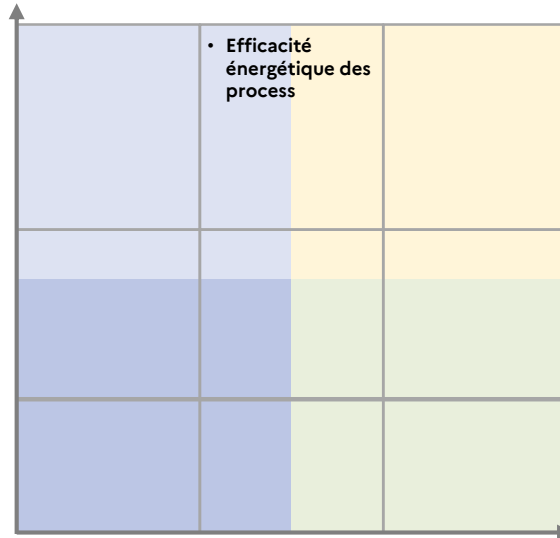 • Efficacité
énergétique des
process